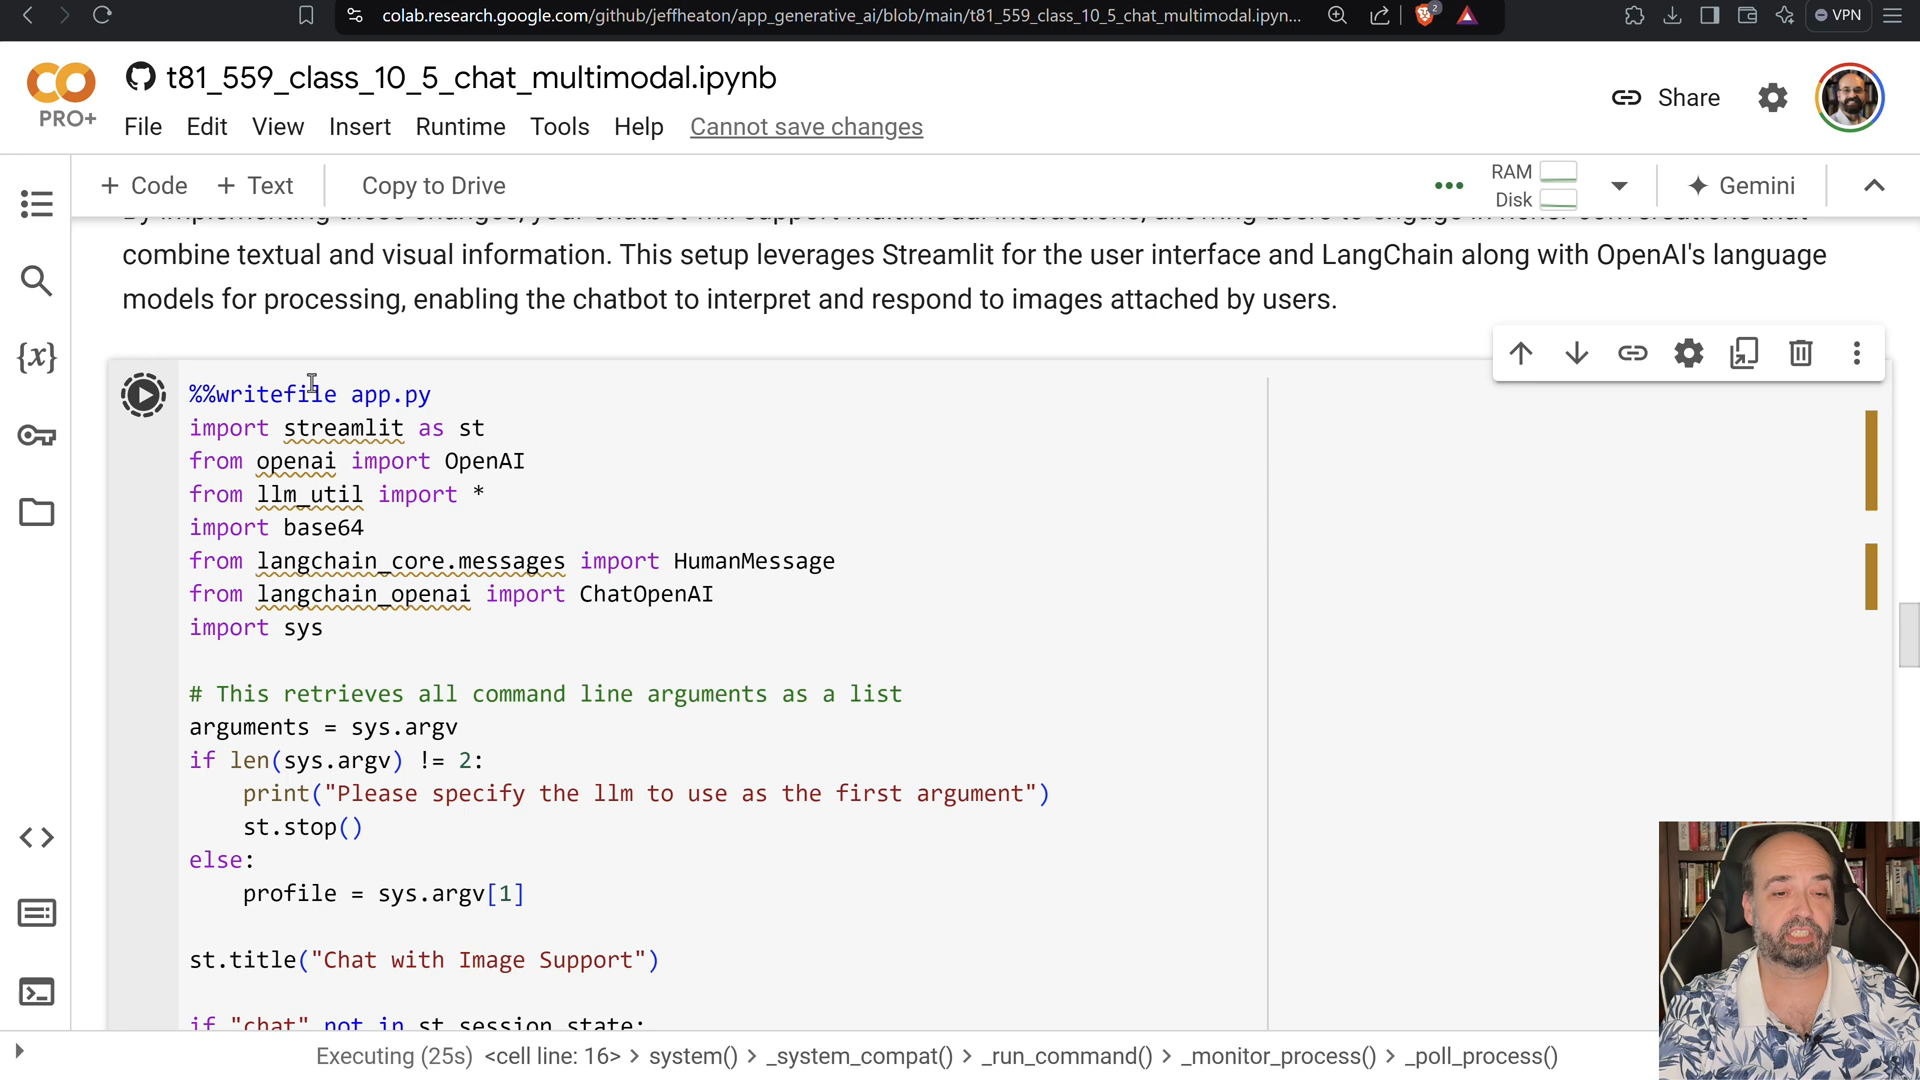 colab.research.google.com/github/jeffheaton/app_generative_ai/blob/main/t81_559_class_10_5_chat_multimodal.ipyn...
2
VPN
PRO+
t81_559_class_10_5_chat_multimodal.ipynb
Share
File Edit View Insert Runtime Tools Help Cannot save changes
+ Code + Text Copy to Drive
RAM
Disk
Gemini
combine textual and visual information. This setup leverages Streamlit for the user interface and LangChain along with OpenAI's language
models for processing, enabling the chatbot to interpret and respond to images attached by users.
%%writefile app.py
import streamlit as st
from openai import OpenAI
from llm_util import *
import base64
from langchain_core.messages import HumanMessage
from langchain_openai import ChatOpenAI
import sys
# This retrieves all command line arguments as a list
arguments = sys.argv
if len(sys.argv) != 2:
print("Please specify the llm to use as the first argument")
st.stop()
else:
profile = sys.argv[1]
st.title("Chat with Image Support")
if "chat" not in st.session_state:
Executing (25s) <cell line: 16> > system() > _system_compat() > _run_command() > _monitor_process() > _poll_process()